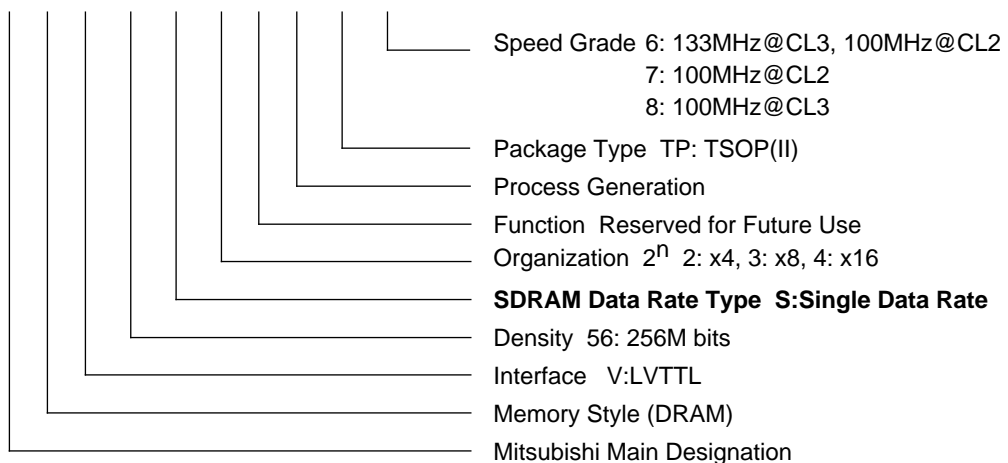 Speed Grade 6: 133MHz@CL3, 100MHz@CL2
7: 100MHz@CL2
8: 100MHz@CL3
Package Type TP: TSOP(II)
Process Generation
Function Reserved for Future Use
Organization 2ⁿ 2: x4, 3: x8, 4: x16
SDRAM Data Rate Type S:Single Data Rate
Density 56: 256M bits
Interface V:LVTTL
Memory Style (DRAM)
Mitsubishi Main Designation